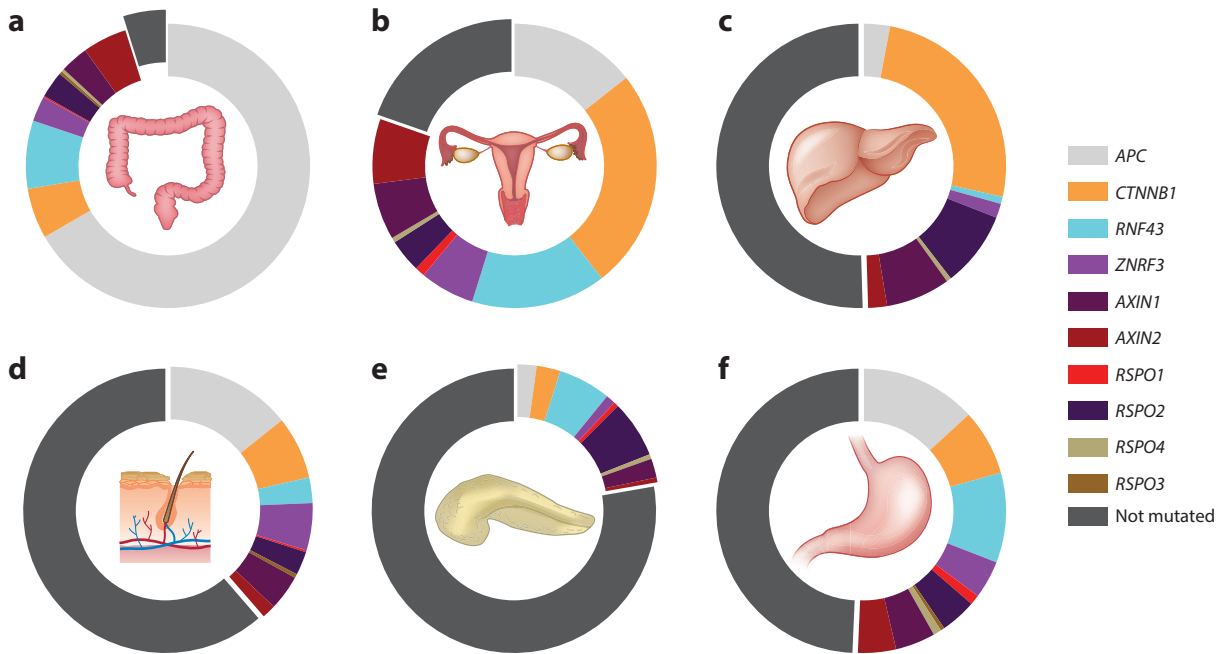 a
b
c
d
e
f
APC
CTNNB1
RNF43
ZNRF3
AXIN1
AXIN2
RSPO1
RSPO2
RSPO4
RSPO3
Not mutated